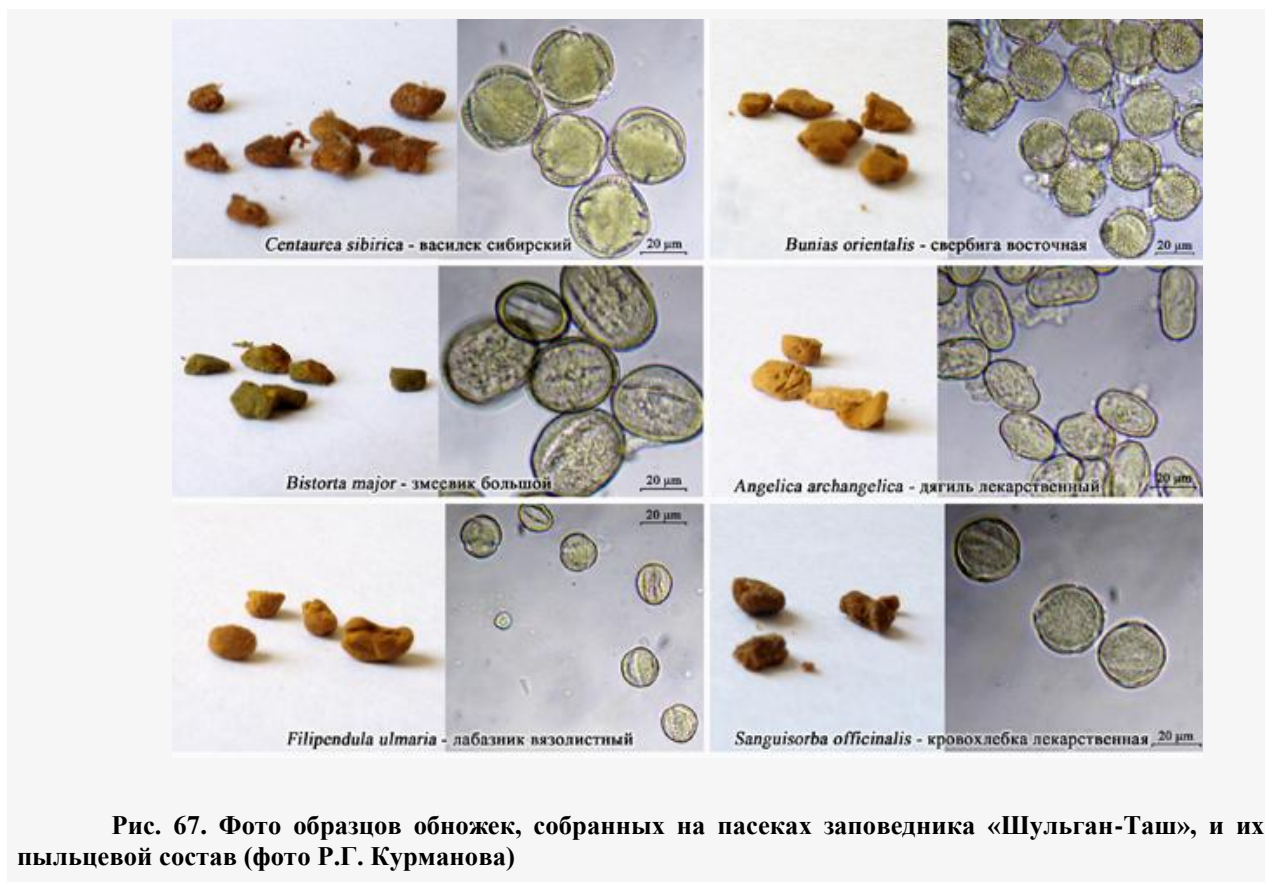 Centaurea sibirica - василек сибирский 20 µm
Bunias orientalis - свербига восточная 20 µm
Bistorta major - змеевик большой 20 µm
Angelica archangelica - дягиль лекарственный 20 µm
20 µm
Filipendula ulmaria - лабазник вязолистный
Sanguisorba officinalis - кровохлебка лекарственная 20 µm
Рис. 67. Фото образцов обножек, собранных на пасеках заповедника «Шульган-Таш», и их
пыльцевой состав (фото Р.Г. Курманова)